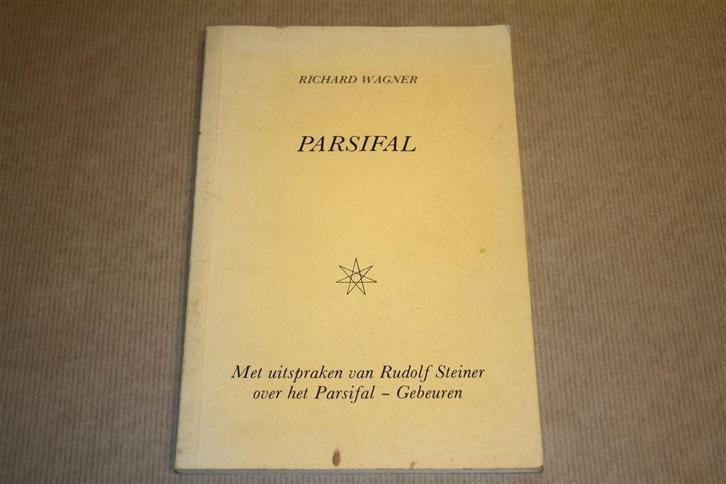 RICHARD WAGNER
PARSIFAL
Met uitspraken van Rudolf Steiner
over het Parsifal – Gebeuren